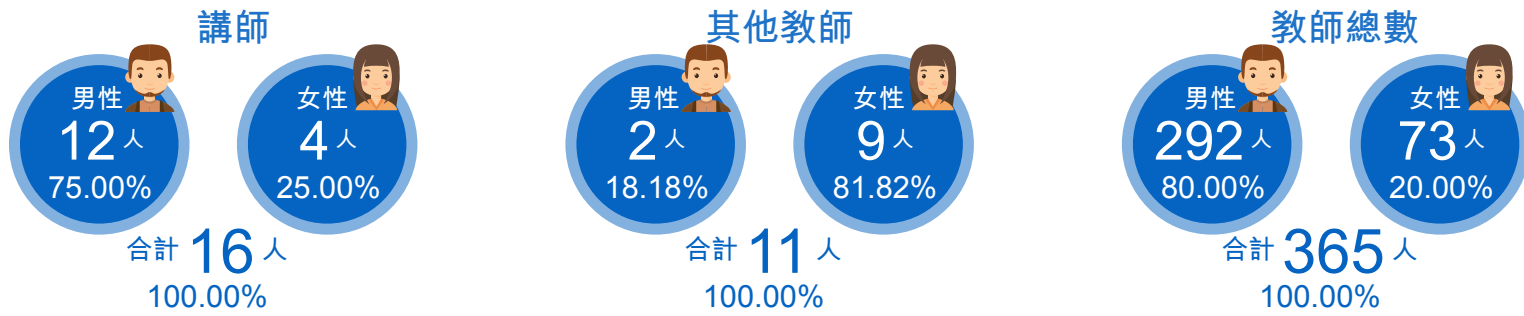 講師
男性
12 人
75.00%
女性
4 人
25.00%
合計 16 人
100.00%
其他教師
男性
2 人
18.18%
女性
9 人
81.82%
合計 11 人
100.00%
教師總數
男性
292 人
80.00%
女性
73 人
20.00%
合計 365 人
100.00%